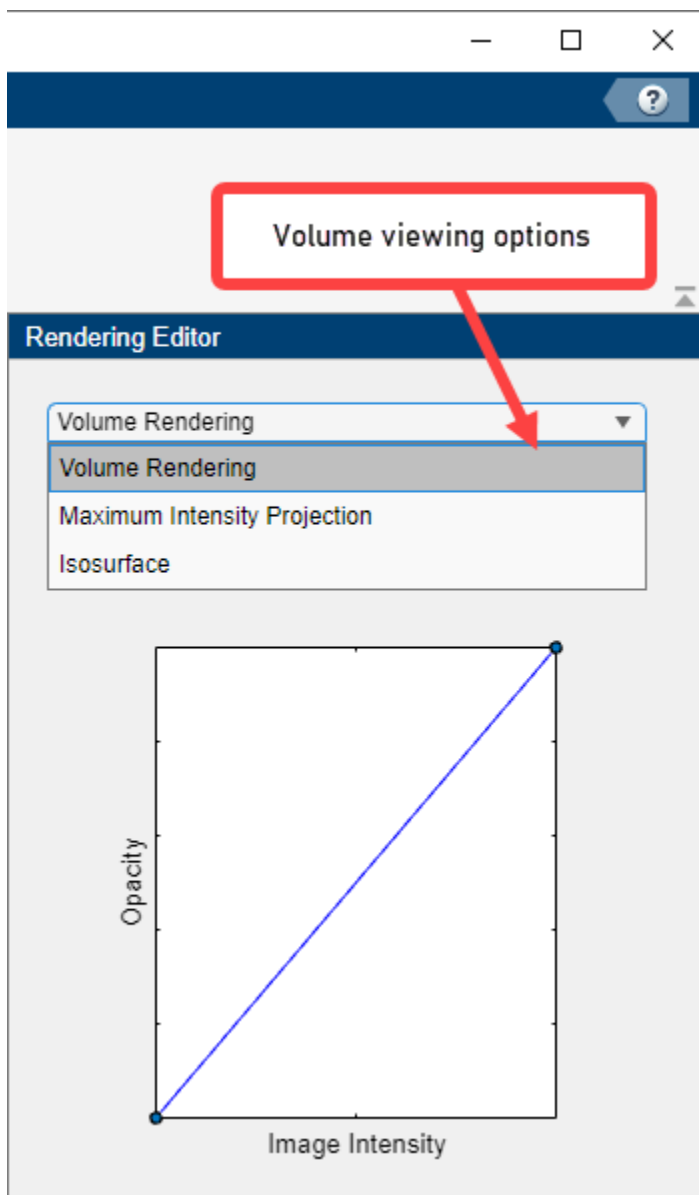 ?
Volume viewing options
Rendering Editor
Volume Rendering
Volume Rendering
Maximum Intensity Projection
Isosurface
Opacity
Image Intensity